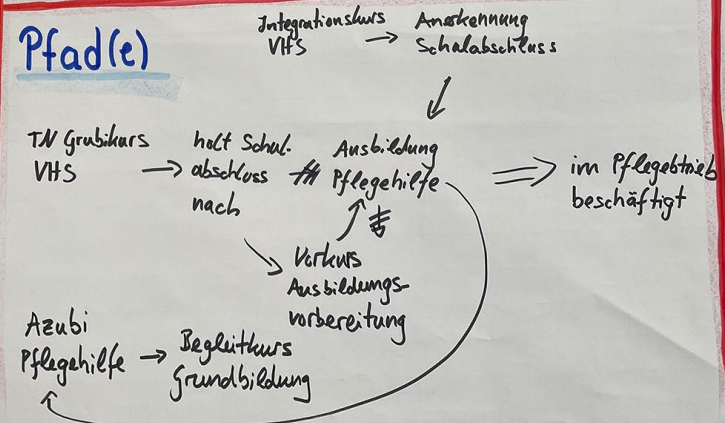 Pfad(e)
Integrationskurs
VHS
Anerkennung
Schulabschluss
TN Grubikurs
VHS
holt Schul-
abschluss
nach
Ausbildung
Pflegehilfe
im Pflegebtrieb
beschäftigt
Vorkurs
Ausbildungs-
vorbereitung
Azubi
Pflegehilfe
Begleitkurs
Grundbildung